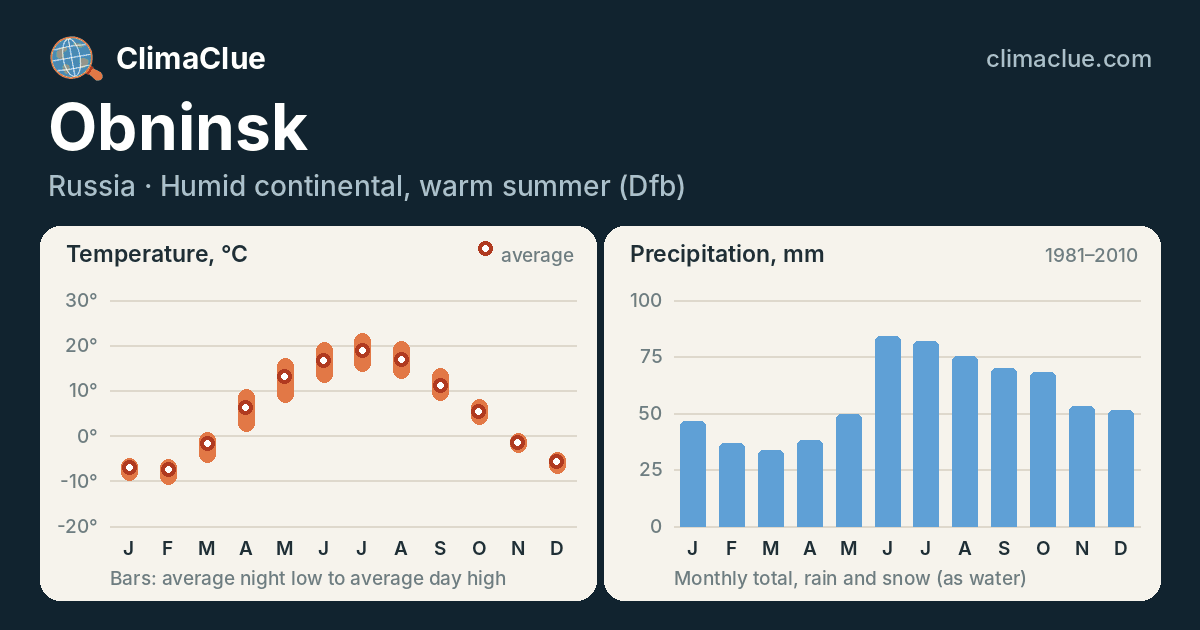 ClimaClue
climaclue.com
Obninsk
Russia · Humid continental, warm summer (Dfb)
Temperature, °C
average
30°
20°
10°
0°
-10°
-20°
J F M A M J J A S O N D
Bars: average night low to average day high
Precipitation, mm
1981–2010
100
75
50
25
0
J F M A M J J A S O N D
Monthly total, rain and snow (as water)